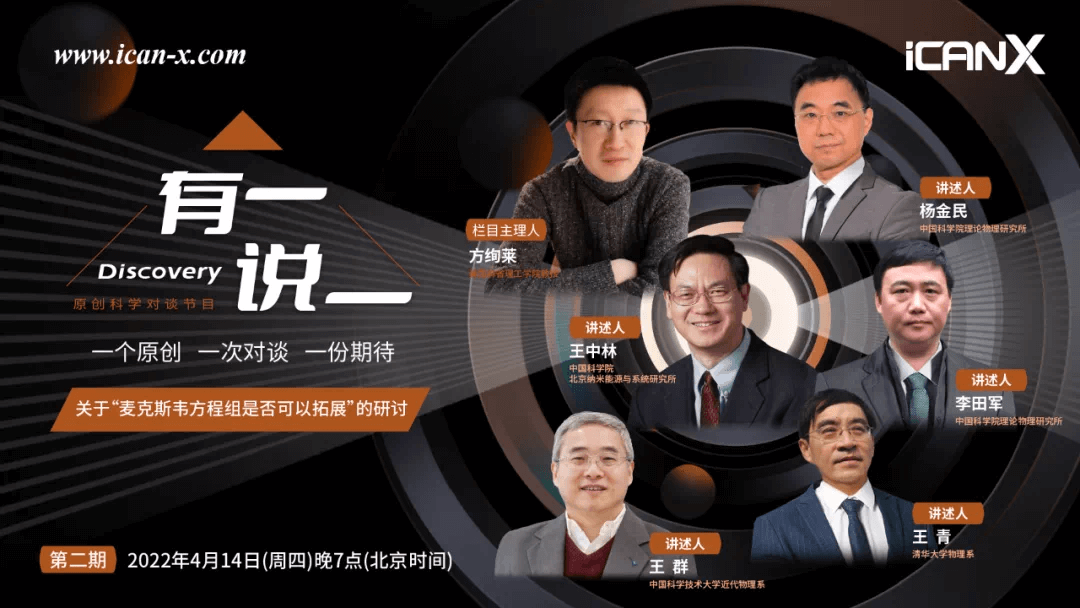 www.ican-x.com
iCANX
有一
Discovery
说一
原创科学对谈节目
一个原创 一次对谈 一份期待
关于“麦克斯韦方程组是否可以拓展”的研讨
第二期
2022年4月14日(周四)晚7点(北京时间)
栏目主理人
方绚莱
麻省理工学院教授
讲述人
杨金民
中国科学院理论物理研究所
讲述人
王中林
中国科学院
北京纳米能源与系统研究所
讲述人
李田军
中国科学院理论物理研究所
讲述人
王 群
中国科学技术大学近代物理系
讲述人
王 青
清华大学物理系